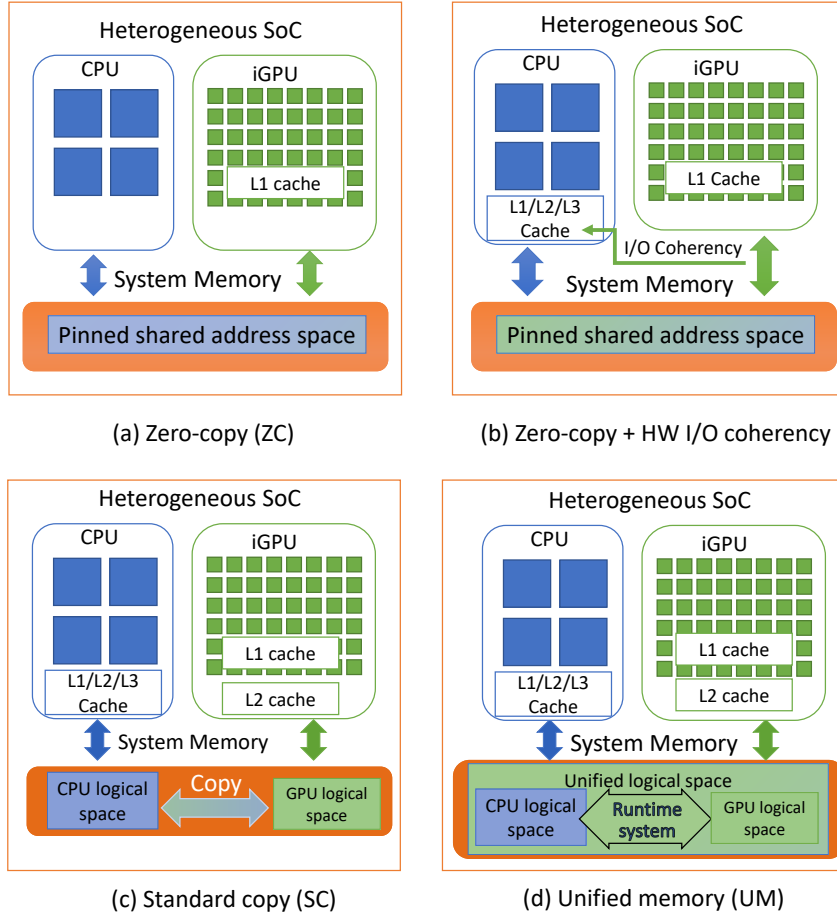 Heterogeneous SoC
CPU
iGPU
L1 cache
System Memory
Pinned shared address space
(a) Zero-copy (ZC)
Heterogeneous SoC
CPU
iGPU
L1 Cache
L1/L2/L3
Cache
I/O Coherency
System Memory
Pinned shared address space
(b) Zero-copy + HW I/O coherency
Heterogeneous SoC
CPU
iGPU
L1 cache
L1/L2/L3
Cache
L2 cache
System Memory
CPU logical
space
Copy
GPU logical
space
(c) Standard copy (SC)
Heterogeneous SoC
CPU
iGPU
L1 cache
L1/L2/L3
Cache
L2 cache
System Memory
Unified logical space
CPU logical
space
Runtime
system
GPU logical
space
(d) Unified memory (UM)